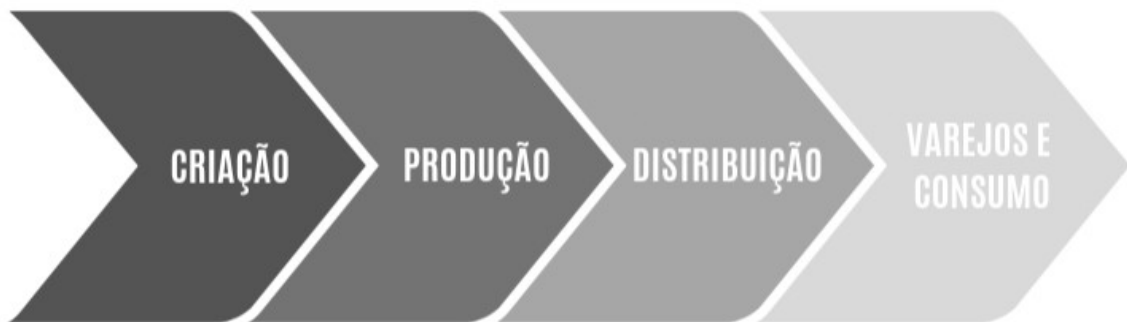 CRIAÇÃO
PRODUÇÃO
DISTRIBUIÇÃO
VAREJOS E
CONSUMO